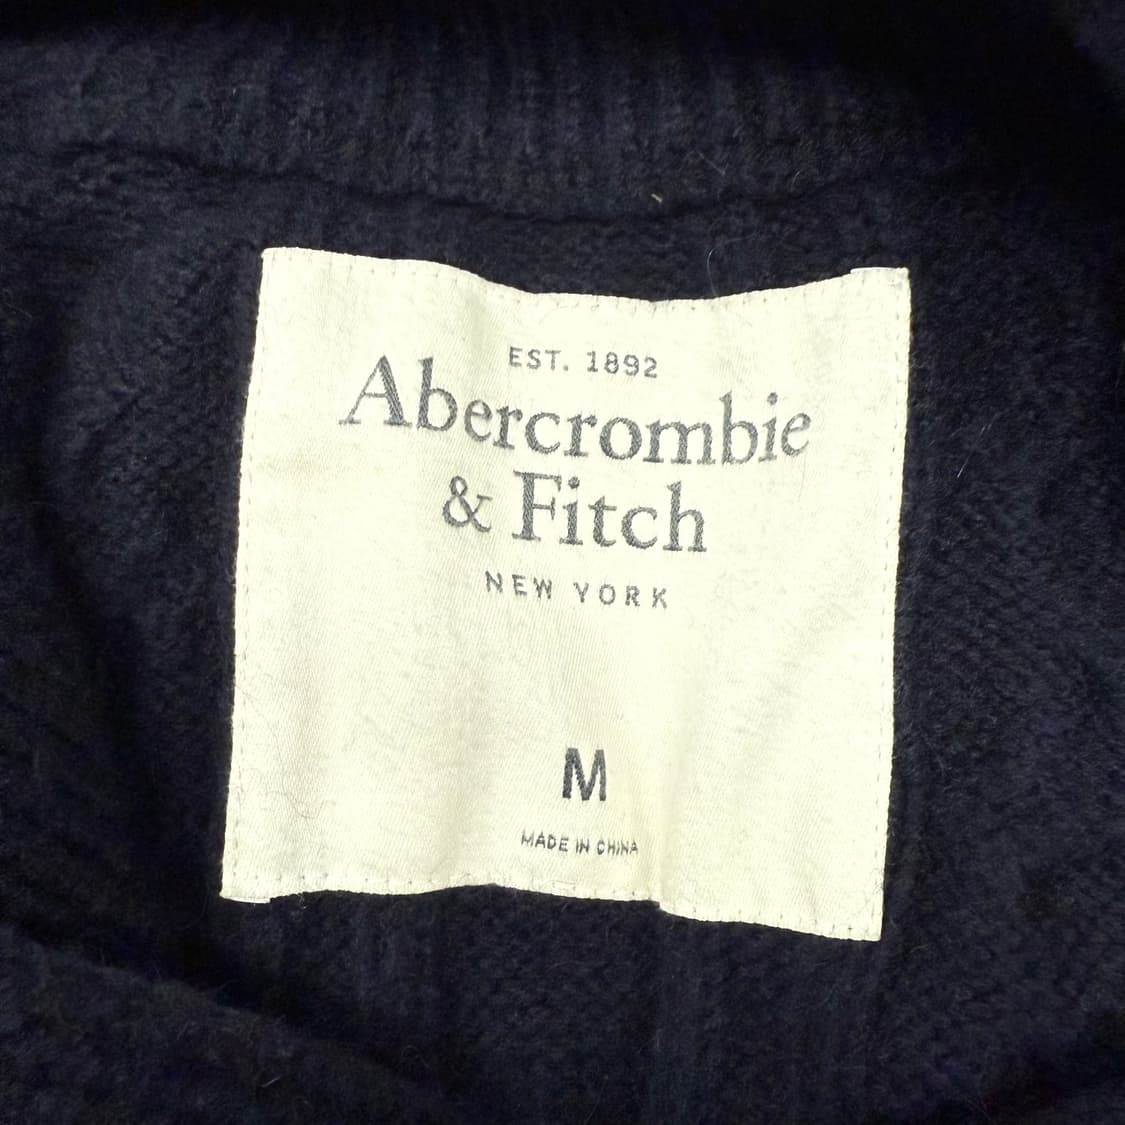 EST. 1892
Abercrombie
& Fitch
NEW YORK
M
MADE IN CHINA